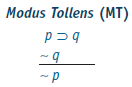 Modus Tollens (MT)
p ⊃ q
~ q
~ p